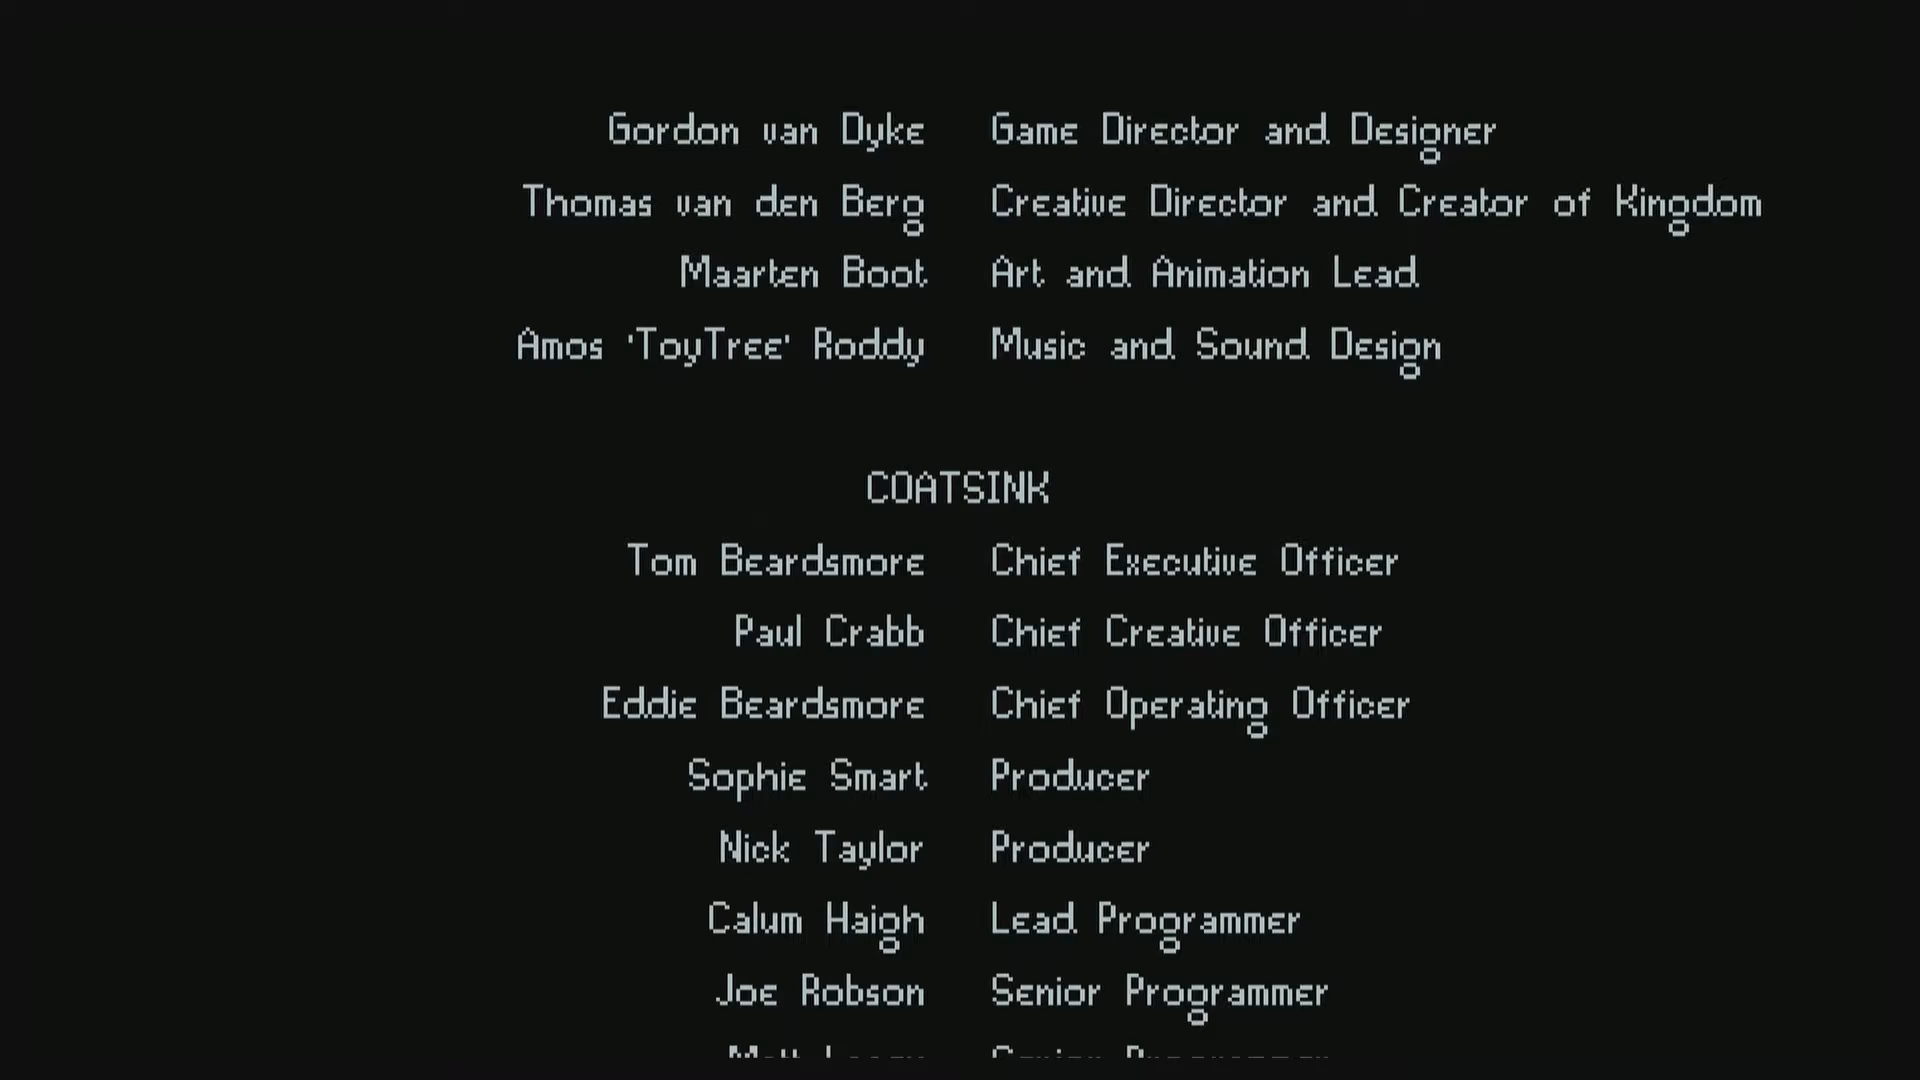 Gordon van Dyke Game Director and Designer
Thomas van den Berg Creative Director and Creator of Kingdom
Maarten Boot Art and Animation Lead
Amos 'ToyTree' Roddy Music and Sound Design
COATSINK
Tom Beardsmore Chief Executive Officer
Paul Crabb Chief Creative Officer
Eddie Beardsmore Chief Operating Officer
Sophie Smart Producer
Nick Taylor Producer
Calum Haigh Lead Programmer
Joe Robson Senior Programmer
Senior Programmer